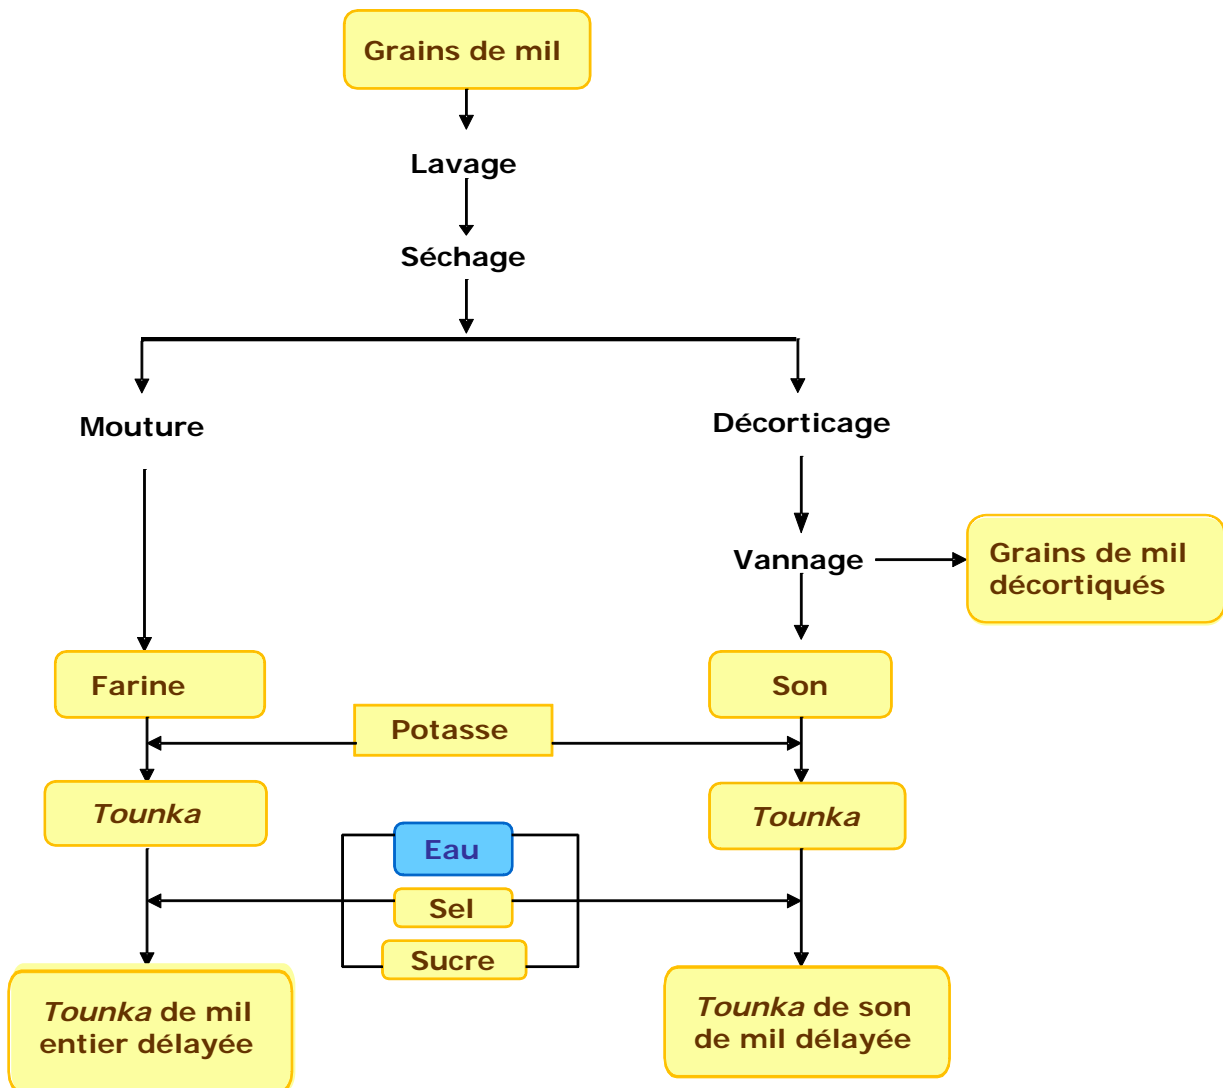 Grains de mil
Lavage
Séchage
Mouture
Décorticage
Vannage
Grains de mil
décortiqués
Farine
Son
Potasse
Tounka
Tounka
Eau
Sel
Sucre
Tounka de mil
entier délayée
Tounka de son
de mil délayée